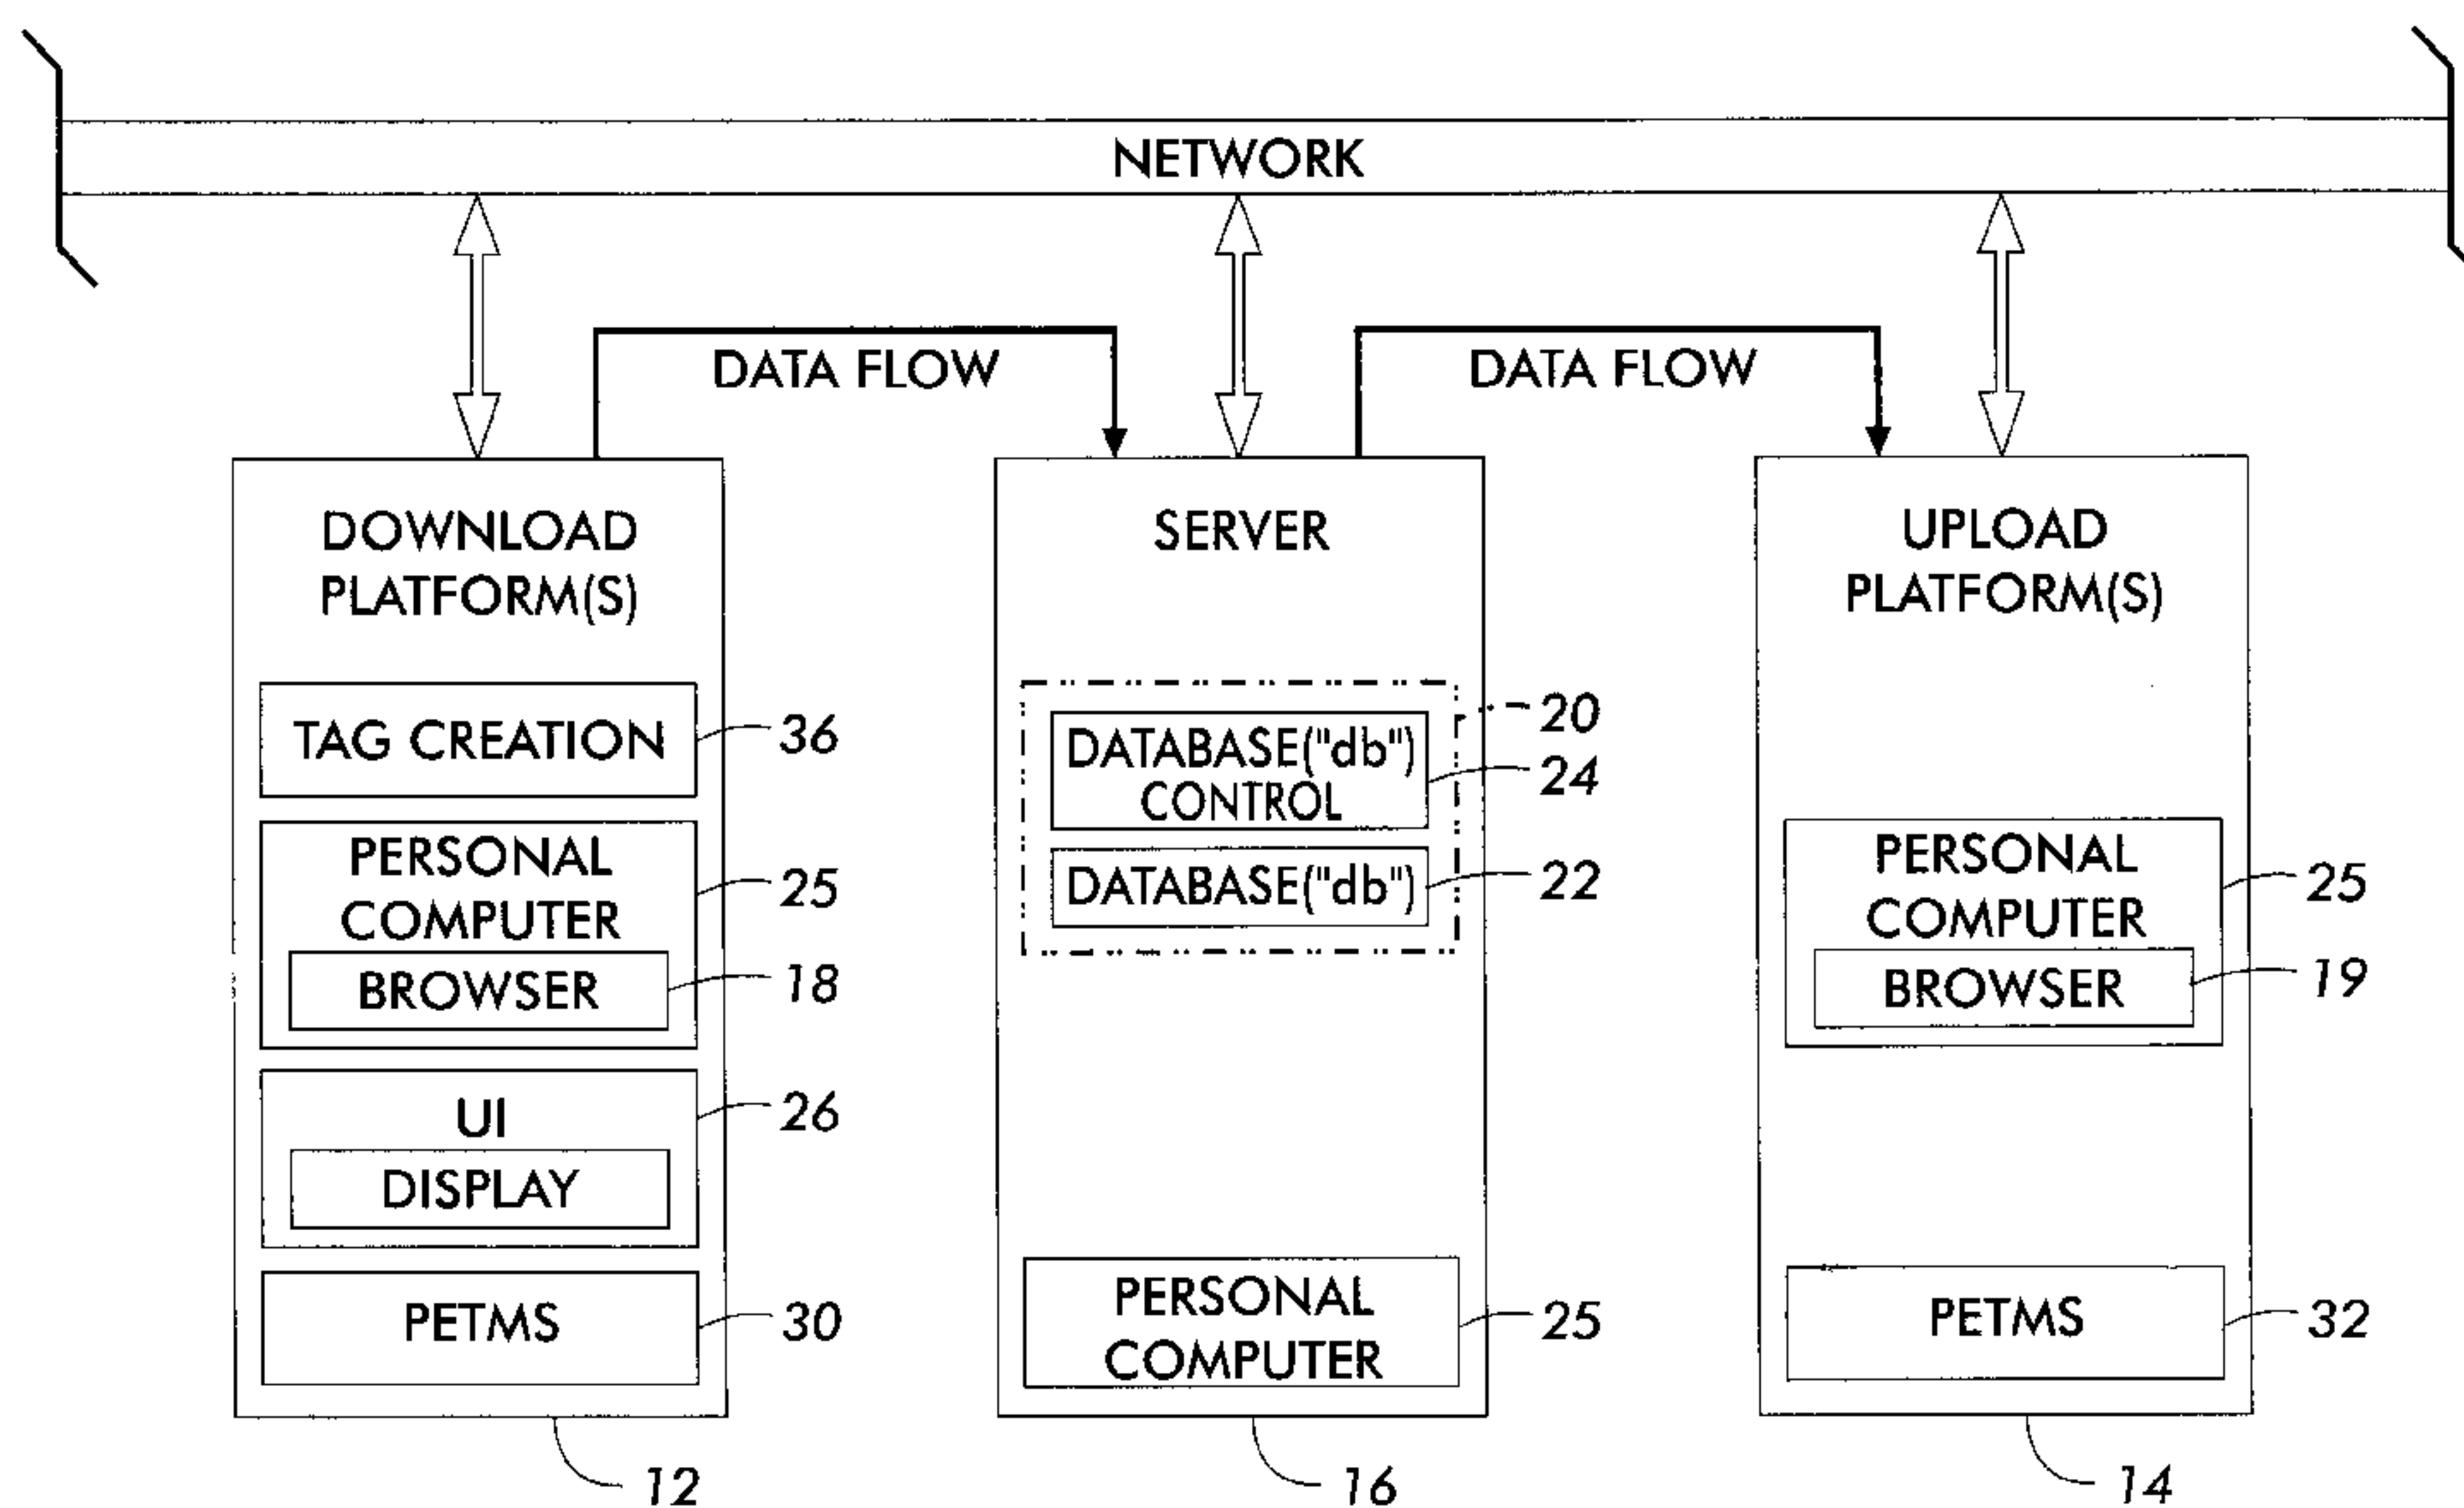 NETWORK
DATA FLOW
DATA FLOW
DOWNLOAD
PLATFORM(S)
TAG CREATION
36
PERSONAL
COMPUTER
25
BROWSER
18
UI
26
DISPLAY
PETMS
30
12
SERVER
20
DATABASE("db")
CONTROL
24
DATABASE("db")
22
PERSONAL
COMPUTER
25
16
UPLOAD
PLATFORM(S)
PERSONAL
COMPUTER
25
BROWSER
19
PETMS
32
14